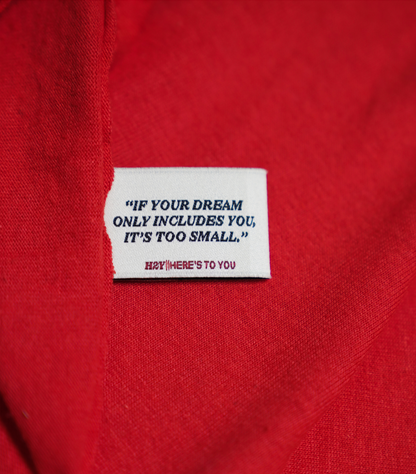 “IF YOUR DREAM
ONLY INCLUDES YOU,
IT’S TOO SMALL.”
H2Y||HERE’S TO YOU